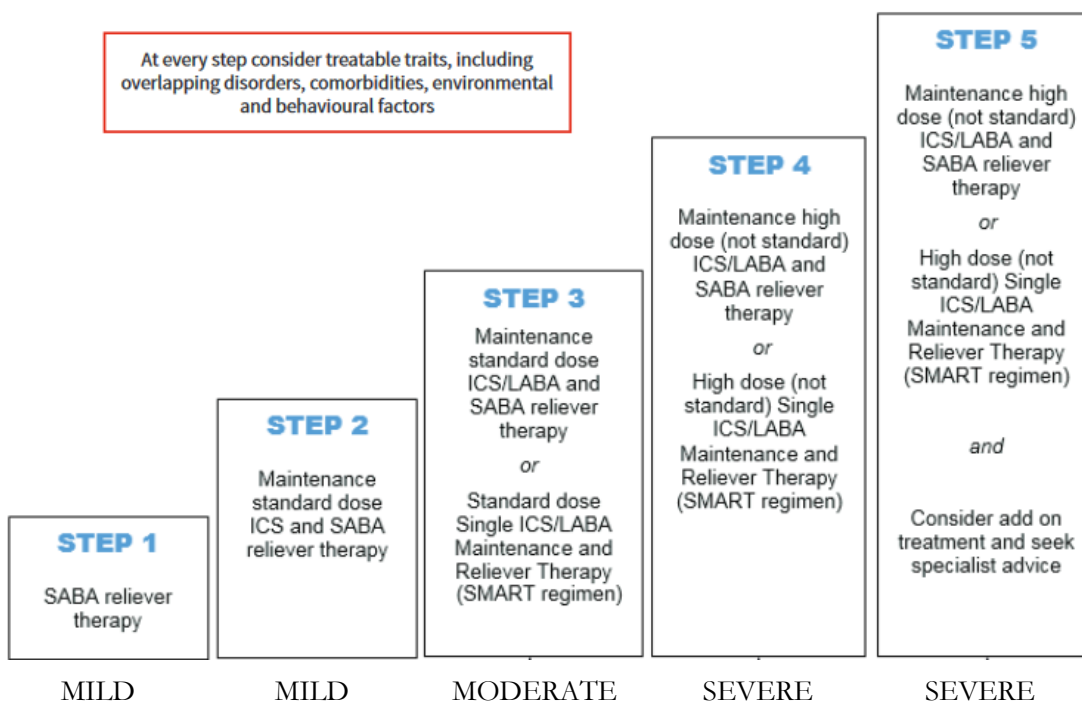 At every step consider treatable traits, including
overlapping disorders, comorbidities, environmental
and behavioural factors
STEP 1
SABA reliever
therapy
MILD
STEP 2
Maintenance
standard dose
ICS and SABA
reliever therapy
MILD
STEP 3
Maintenance
standard dose
ICS/LABA and
SABA reliever
therapy
or
Standard dose
Single ICS/LABA
Maintenance and
Reliever Therapy
(SMART regimen)
MODERATE
STEP 4
Maintenance high
dose (not standard)
ICS/LABA and
SABA reliever
therapy
or
High dose (not
standard) Single
ICS/LABA
Maintenance and
Reliever Therapy
(SMART regimen)
SEVERE
STEP 5
Maintenance high
dose (not standard)
ICS/LABA and
SABA reliever
therapy
or
High dose (not
standard) Single
ICS/LABA
Maintenance and
Reliever Therapy
(SMART regimen)
and
Consider add on
treatment and seek
specialist advice
SEVERE